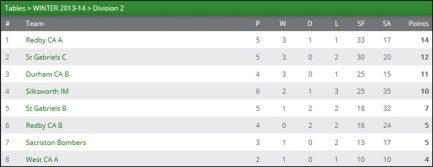 Tables > WINTER 2013-14 > Division 2
# Team P W D L SF SA Points
1 Redby CA A 5 3 1 1 33 17 14
2 St Gabriels C 5 3 0 2 30 20 12
3 Durham CA B 4 3 0 1 25 15 11
4 Silksworth IM 6 2 1 3 25 35 10
5 St Gabriels B 5 1 2 2 18 32 7
6 Redby CA B 4 0 2 2 16 24 5
7 Sacriston Bombers 3 1 0 2 13 17 5
8 West CA A 2 1 0 1 10 10 4